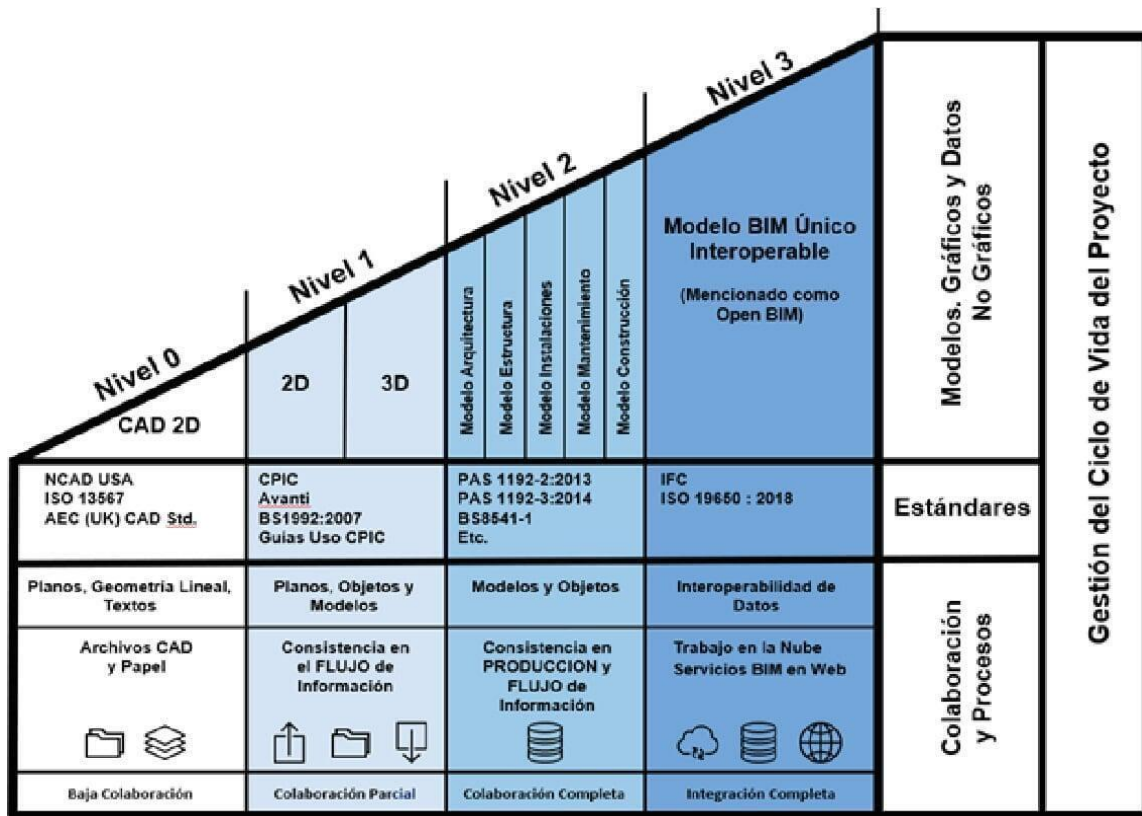 Nivel 0
Nivel 1
Nivel 2
Nivel 3
CAD 2D
2D
3D
Modelo Arquitectura
Modelo Estructura
Modelo Instalaciones
Modelo Mantenimiento
Modelo Construcción
Modelo BIM Único
Interoperable
(Mencionado como
Open BIM)
Modelos. Gráficos y Datos
No Gráficos
Gestión del Ciclo de Vida del Proyecto
NCAD USA
ISO 13567
AEC (UK) CAD Std.
CPIC
Avanti
BS1992:2007
Guias Uso CPIC
PAS 1192-2:2013
PAS 1192-3:2014
BS8541-1
Etc.
IFC
ISO 19650 : 2018
Estándares
Planos, Geometria Lineal,
Textos
Planos, Objetos y
Modelos
Modelos y Objetos
Interoperabilidad de
Datos
Colaboración
y Procesos
Archivos CAD
y Papel
Consistencia en
el FLUJO de
Información
Consistencia en
PRODUCCION y
FLUJO de
Información
Trabajo en la Nube
Servicios BIM en Web
Baja Colaboración
Colaboración Parcial
Colaboración Completa
Integración Completa